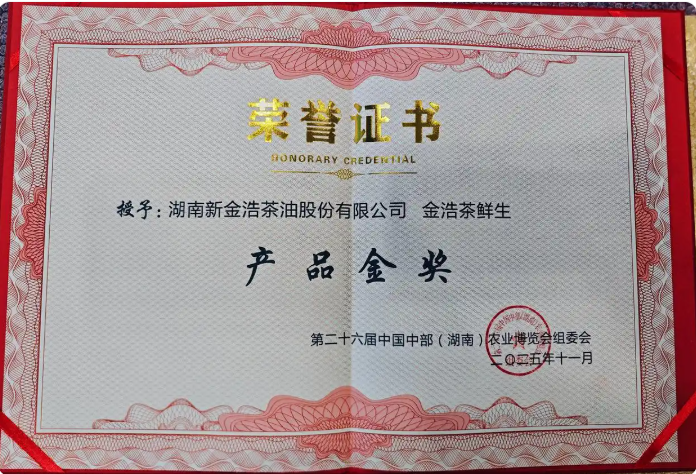 荣誉证书
HONORARY CREDENTIAL
授予:湖南新金浩茶油股份有限公司 金浩茶鲜生
产品金奖
第二十六届中国中部(湖南)农业博览会组委会
二〇二五年十一月